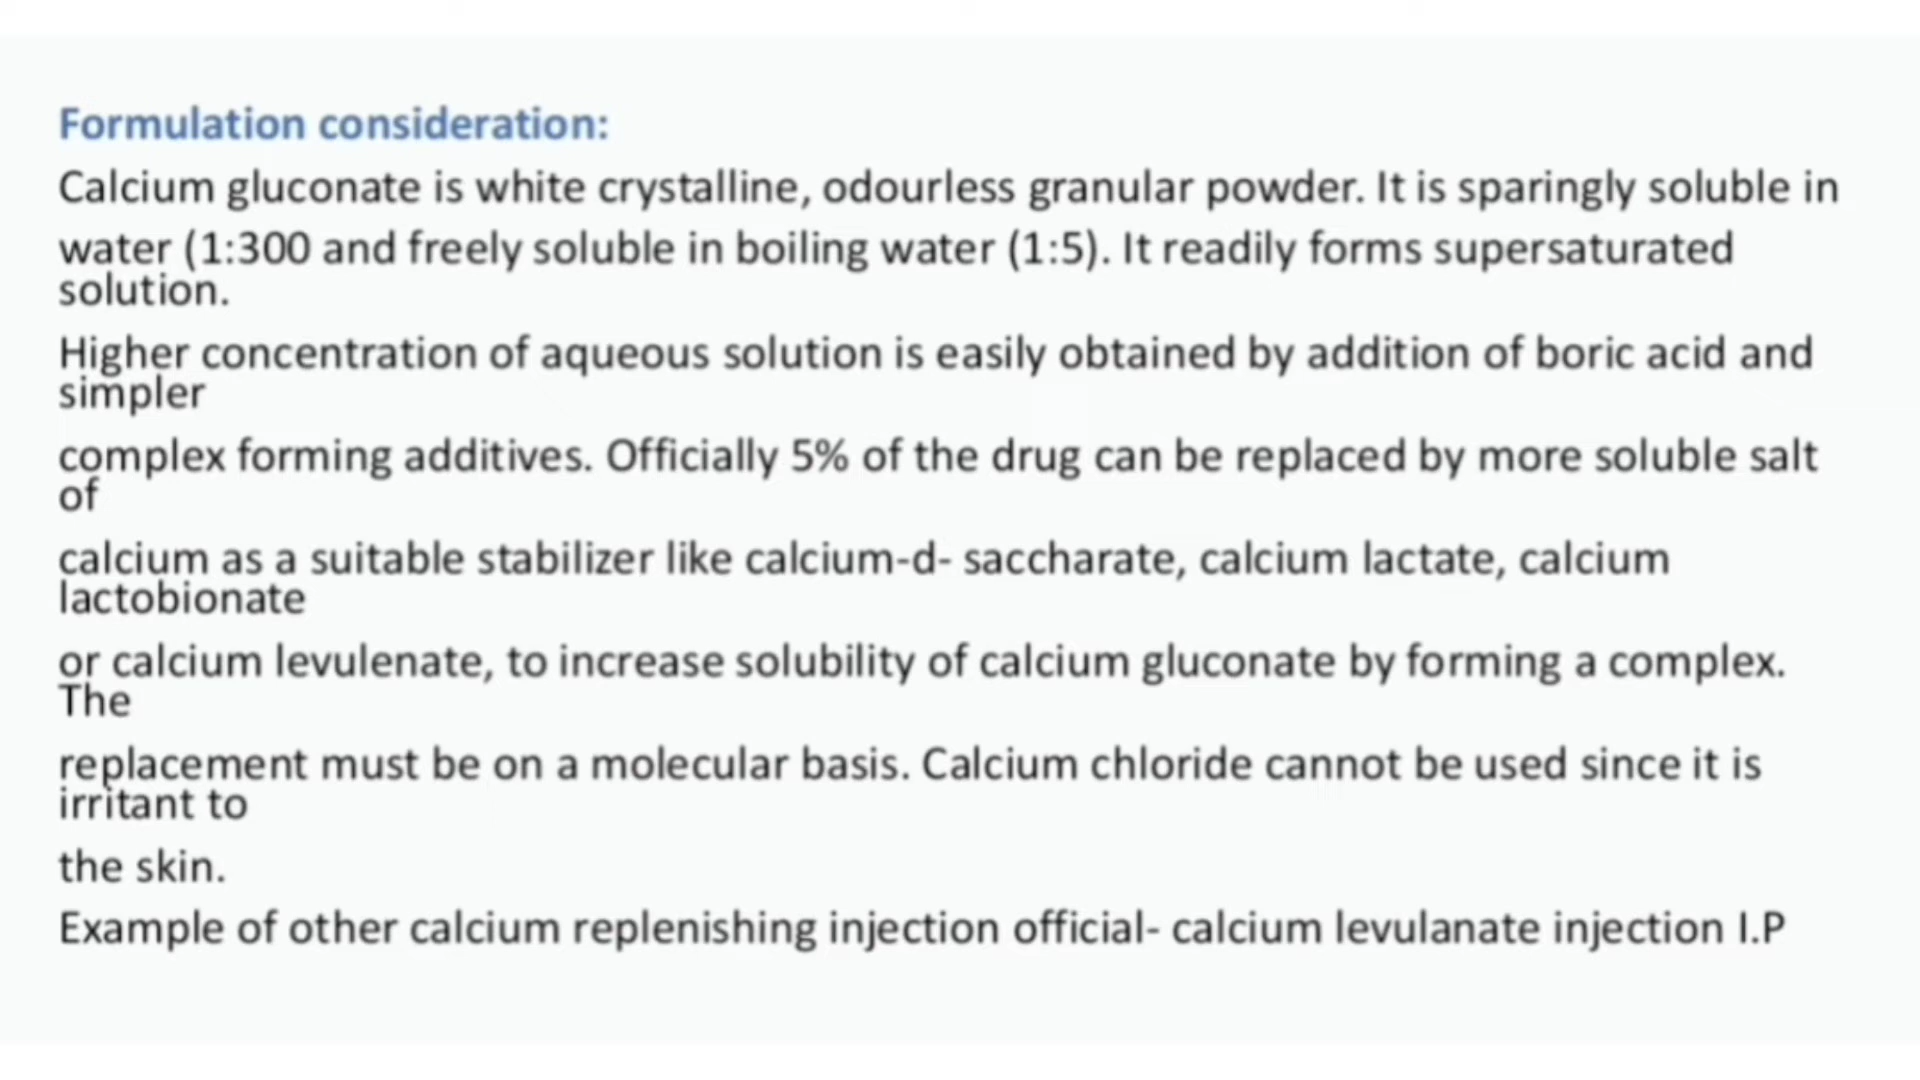 Formulation consideration:
Calcium gluconate is white crystalline, odourless granular powder. It is sparingly soluble in
water (1:300 and freely soluble in boiling water (1:5). It readily forms supersaturated
solution.
Higher concentration of aqueous solution is easily obtained by addition of boric acid and
simpler
complex forming additives. Officially 5% of the drug can be replaced by more soluble salt
of
calcium as a suitable stabilizer like calcium-d- saccharate, calcium lactate, calcium
lactobionate
or calcium levulenate, to increase solubility of calcium gluconate by forming a complex.
The
replacement must be on a molecular basis. Calcium chloride cannot be used since it is
irritant to
the skin.
Example of other calcium replenishing injection official- calcium levulanate injection I.P